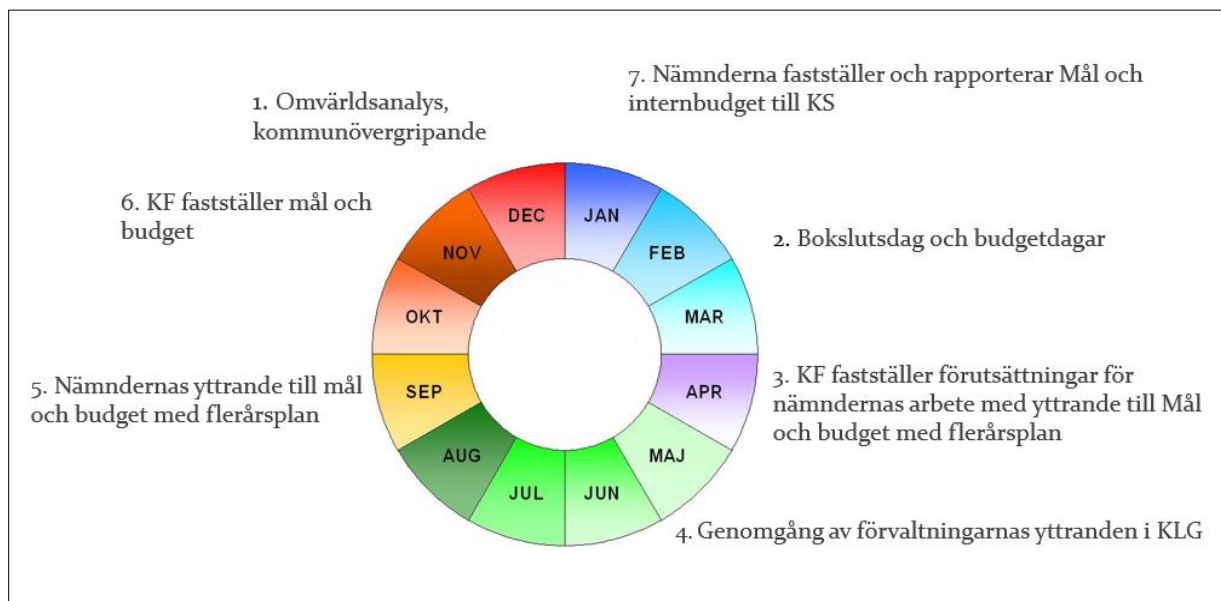 7. Nämnderna fastställer och rapporterar Mål och
internbudget till KS
1. Omvärldsanalys,
kommunövergripande
6. KF fastställer mål och
budget
DEC
JAN
NOV
FEB
2. Bokslutsdag och budgetdagar
OKT
MAR
5. Nämndernas yttrande till mål
och budget med flerårsplan
SEP
APR
3. KF fastställer förutsättningar för
nämndernas arbete med yttrande till Mål
och budget med flerårsplan
AUG
MAJ
JUL
JUN
4. Genomgång av förvaltningarnas yttranden i KLG